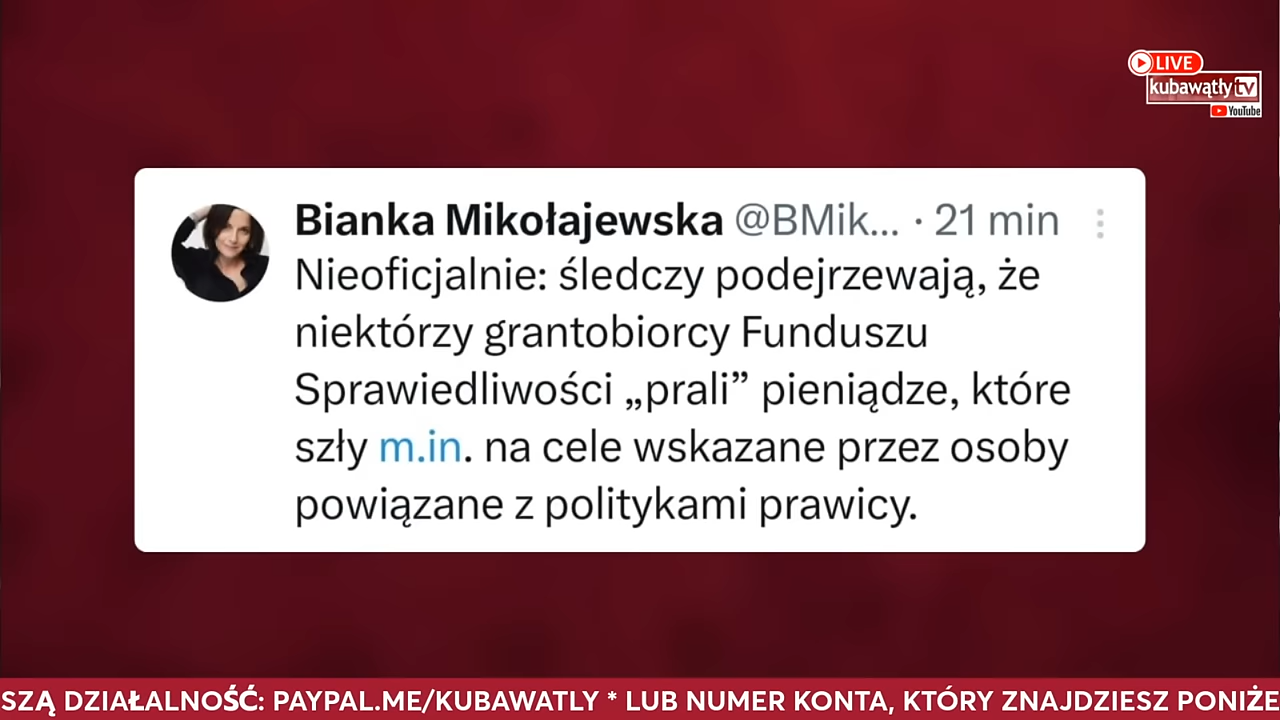 LIVE
kubawątły tv
YouTube
Bianka Mikołajewska @BMik... · 21 min
Nieoficjalnie: śledczy podejrzewają, że
niektórzy grantobiorcy Funduszu
Sprawiedliwości „prali” pieniądze, które
szły m.in. na cele wskazane przez osoby
powiązane z politykami prawicy.
SZĄ DZIAŁALNOŚĆ: PAYPAL.ME/KUBAWATLY * LUB NUMER KONTA, KTÓRY ZNAJDZIESZ PONIŻE